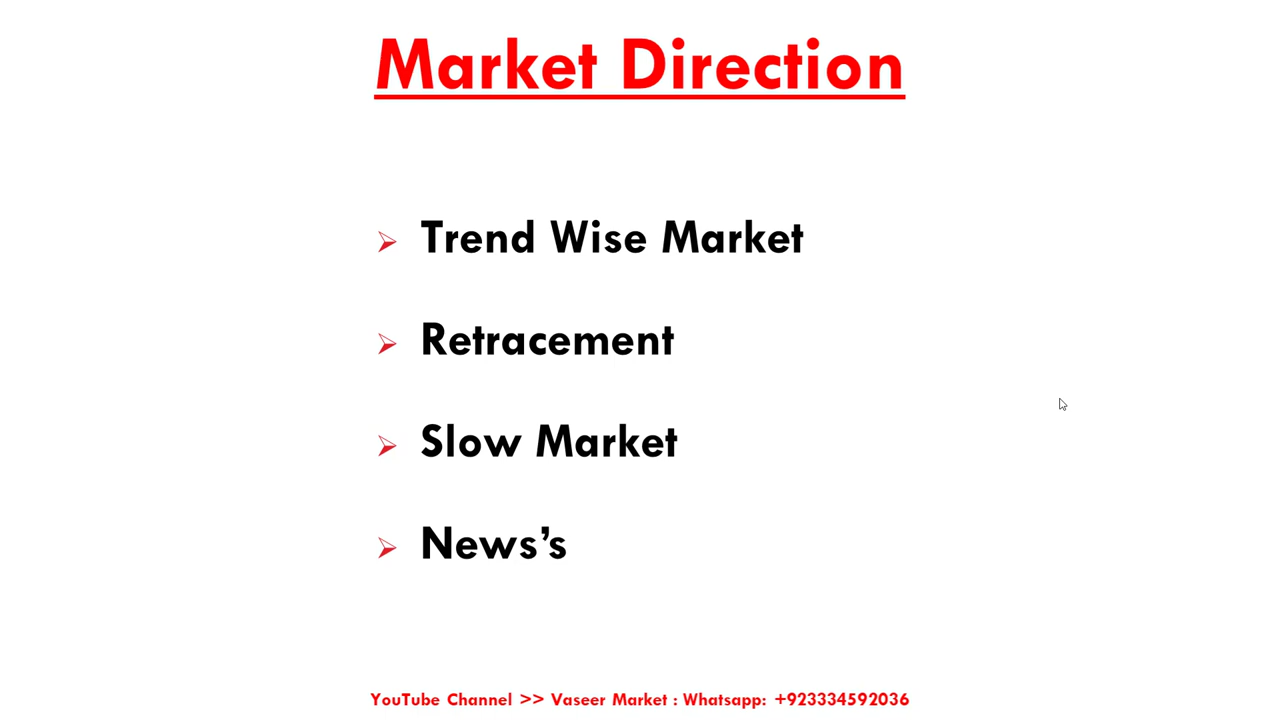 Market Direction
Trend Wise Market
Retracement
Slow Market
News’s
YouTube Channel >> Vaseer Market : Whatsapp: +923334592036